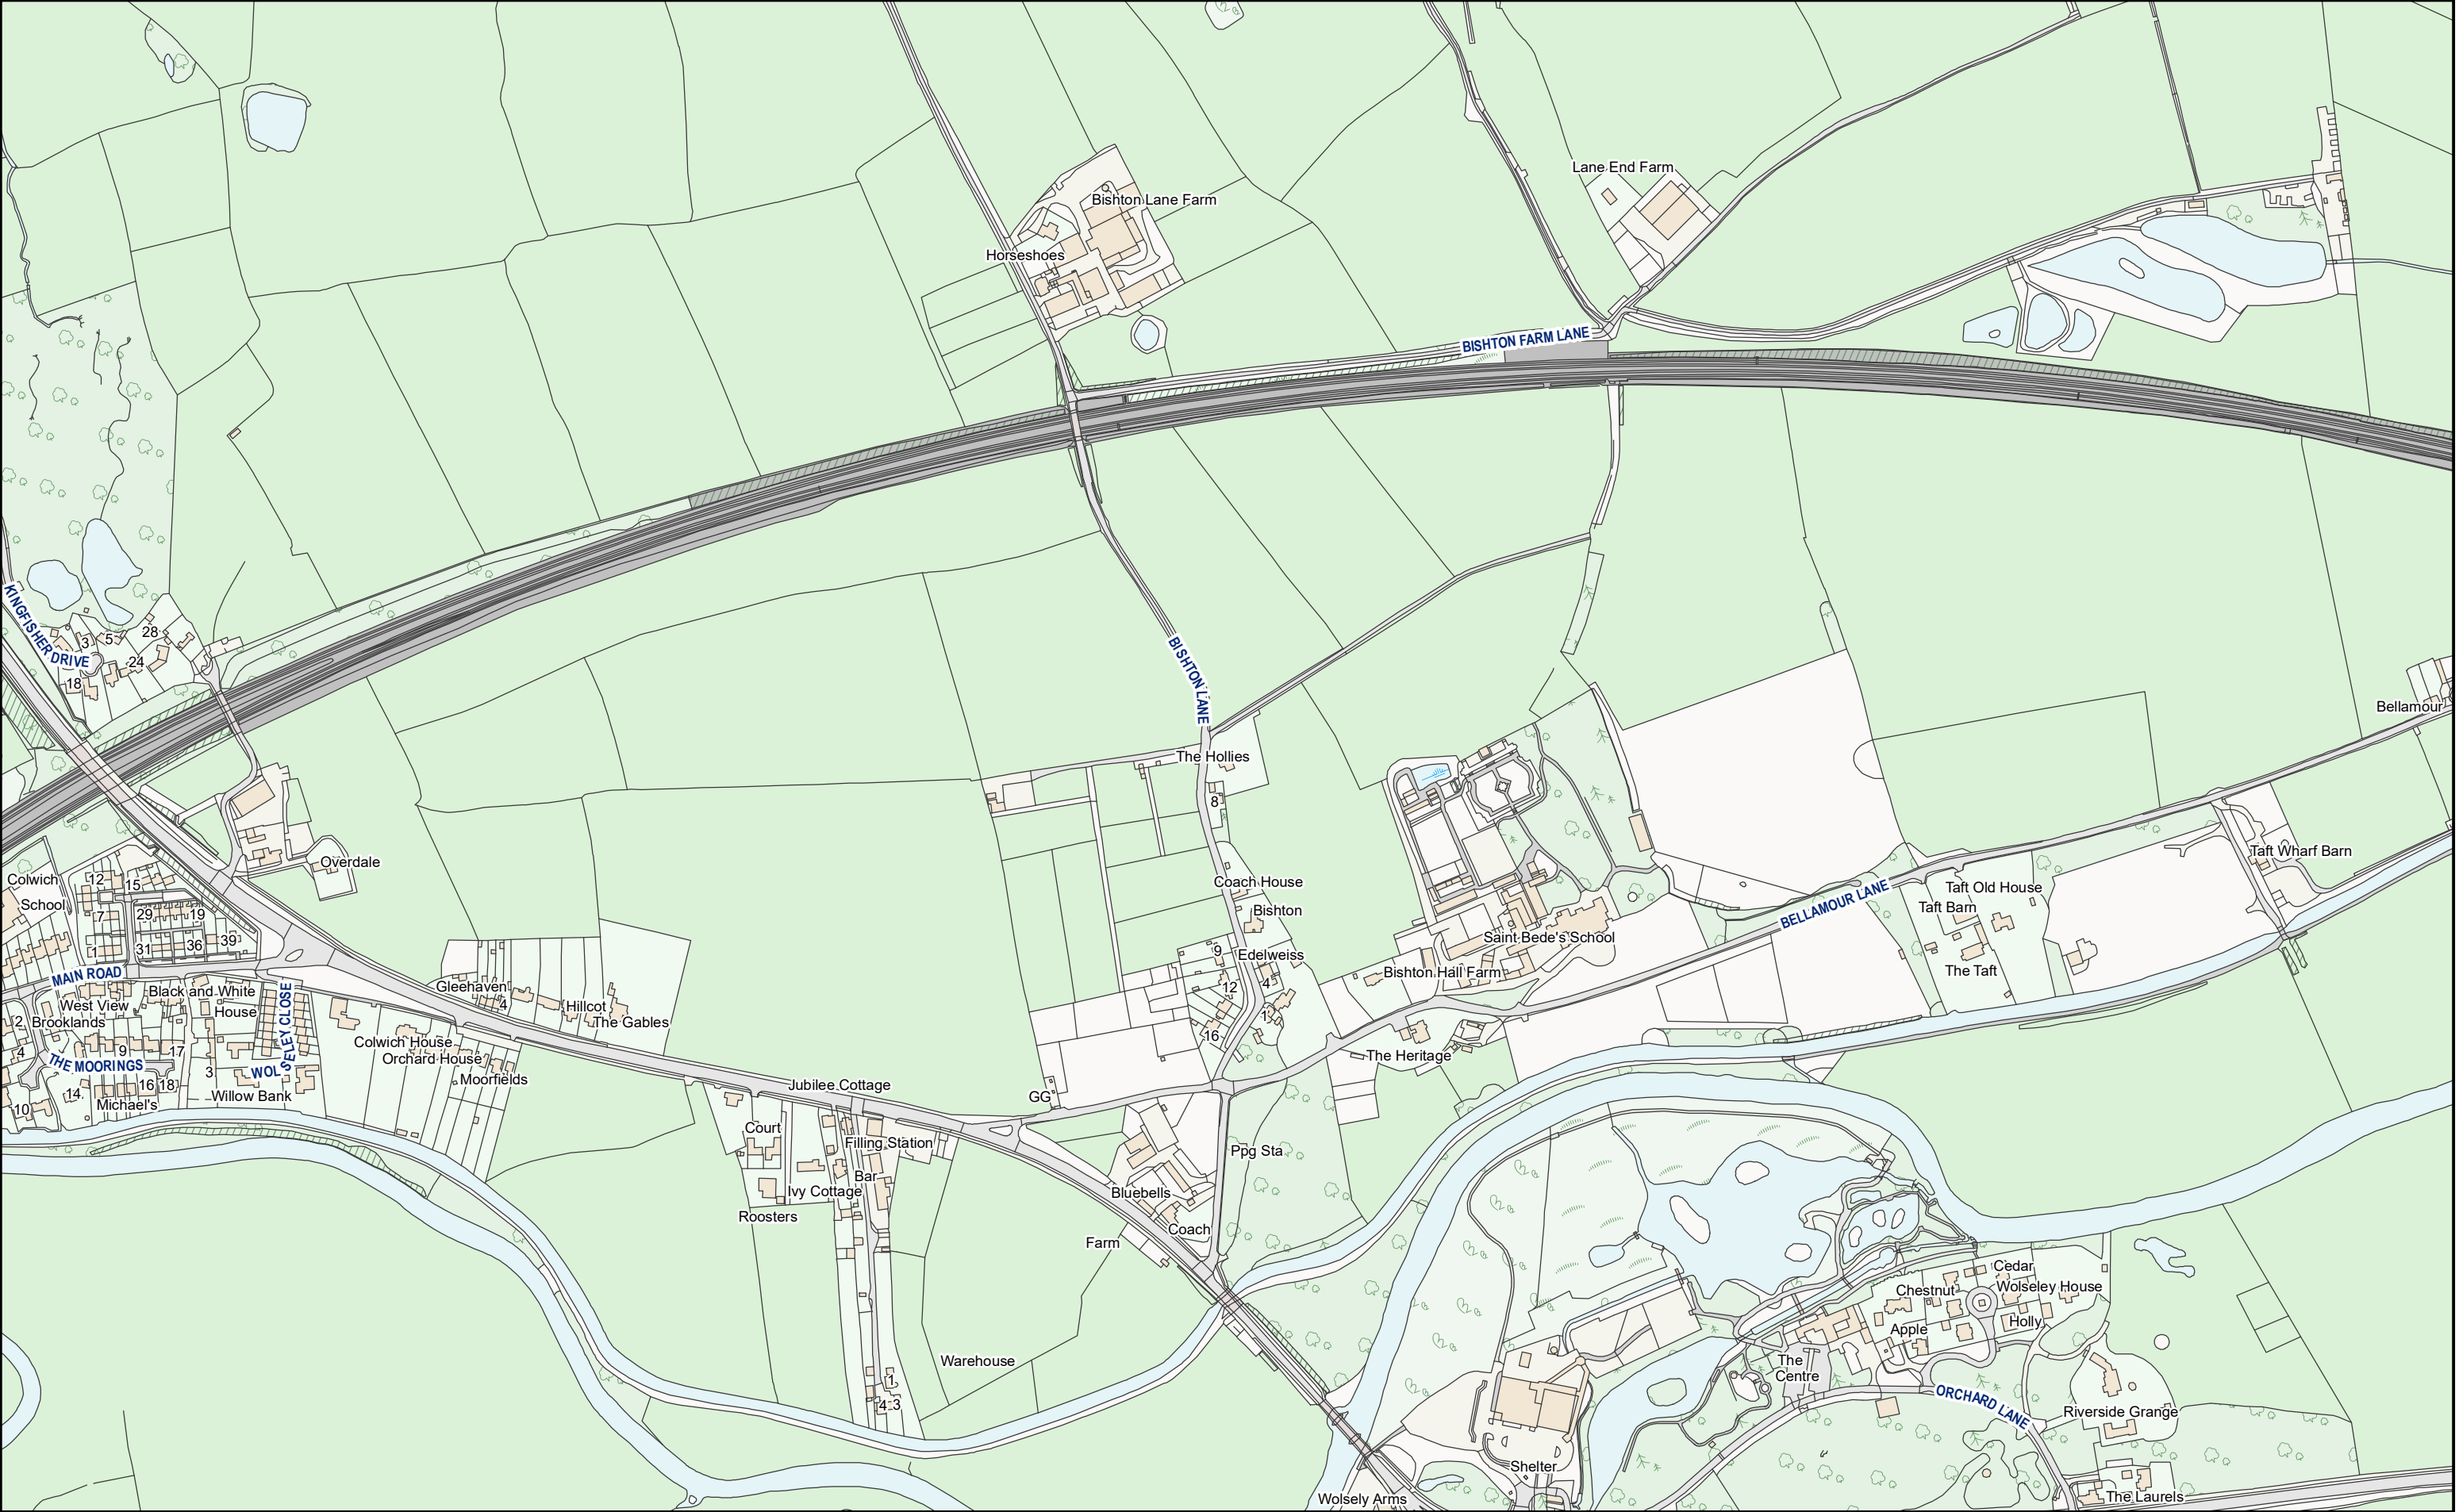 Lane End Farm
Bishton Lane Farm
Horseshoes
BISHTON FARM LANE
KINGFISHER DRIVE
3
5
28
24
18
BISHTON LANE
Bellamour
The Hollies
8
Overdale
Taft Wharf Barn
Colwich
School
12
15
7
29
19
1
31
36
39
Coach House
Bishton
9
Edelweiss
12
4
1
16
BELLAMOUR LANE
Taft Old House
Taft Barn
The Taft
Saint Bede's School
Bishton Hall Farm
The Heritage
MAIN ROAD
West View
Black and White
House
Brooklands
2
4
THE MOORINGS
9
17
3
WOLSELEY CLOSE
14
16
18
10
Michael's
Willow Bank
Gleehaven
4
Hillcot
The Gables
Colwich House
Orchard House
Moorfields
Jubilee Cottage
GG
Court
Filling Station
Bar
Ivy Cottage
Roosters
Ppg Sta
Bluebells
Coach
Farm
Warehouse
1
4
3
Cedar
Chestnut
Wolseley House
Holly
Apple
The
Centre
ORCHARD LANE
Riverside Grange
Shelter
Wolsely Arms
The Laurels